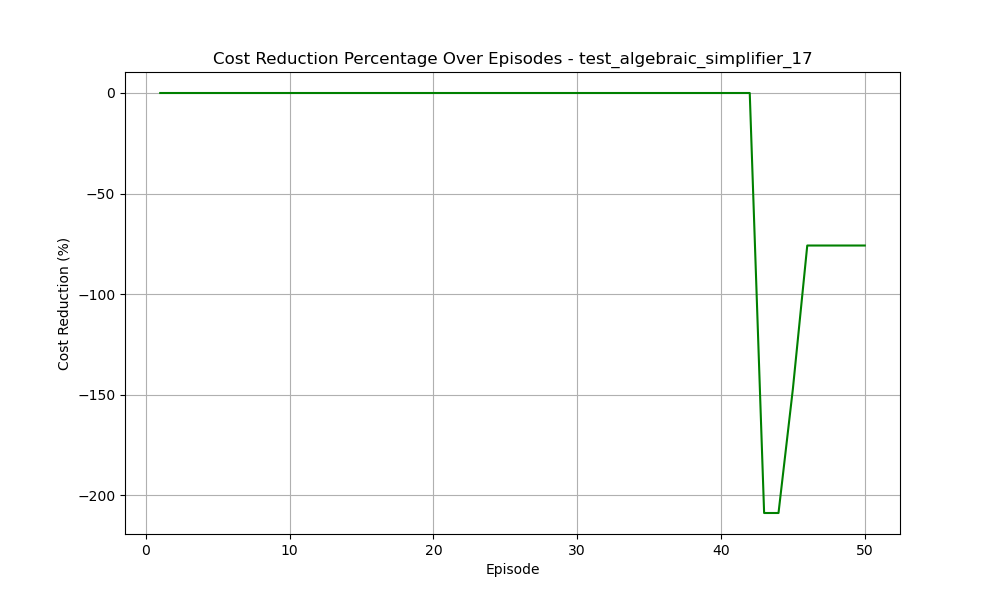 Cost Reduction Percentage Over Episodes - test_algebraic_simplifier_17
0
−50
−100
−150
−200
Cost Reduction (%)
0 10 20 30 40 50
Episode